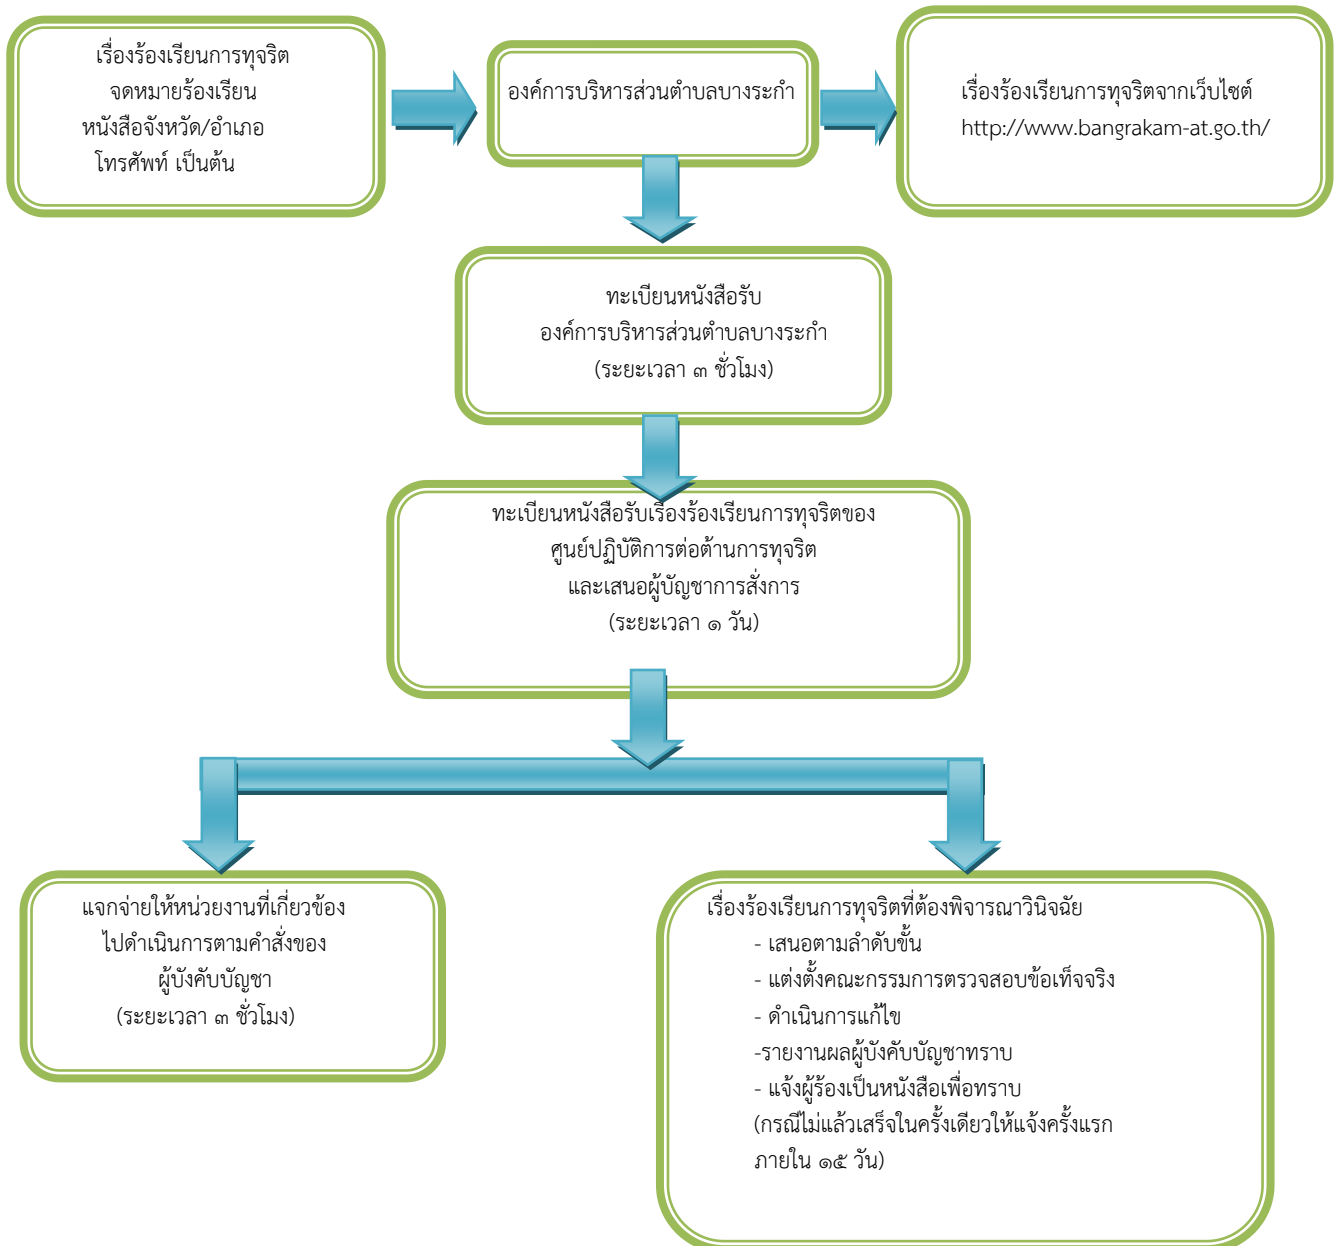 เรื่องร้องเรียนการทุจริต
จดหมายร้องเรียน
หนังสือจังหวัด/อำเภอ
โทรศัพท์ เป็นต้น
องค์การบริหารส่วนตำบลบางระกำ
เรื่องร้องเรียนการทุจริตจากเว็บไซต์
http://www.bangrakam-at.go.th/
ทะเบียนหนังสือรับ
องค์การบริหารส่วนตำบลบางระกำ
(ระยะเวลา ๓ ชั่วโมง)
ทะเบียนหนังสือรับเรื่องร้องเรียนการทุจริตของ
ศูนย์ปฏิบัติการต่อต้านการทุจริต
และเสนอผู้บัญชาการสั่งการ
(ระยะเวลา ๑ วัน)
แจกจ่ายให้หน่วยงานที่เกี่ยวข้อง
ไปดำเนินการตามคำสั่งของ
ผู้บังคับบัญชา
(ระยะเวลา ๓ ชั่วโมง)
เรื่องร้องเรียนการทุจริตที่ต้องพิจารณาวินิจฉัย
- เสนอตามลำดับขั้น
- แต่งตั้งคณะกรรมการตรวจสอบข้อเท็จจริง
- ดำเนินการแก้ไข
-รายงานผลผู้บังคับบัญชาทราบ
- แจ้งผู้ร้องเป็นหนังสือเพื่อทราบ
(กรณีไม่แล้วเสร็จในครั้งเดียวให้แจ้งครั้งแรก
ภายใน ๑๕ วัน)